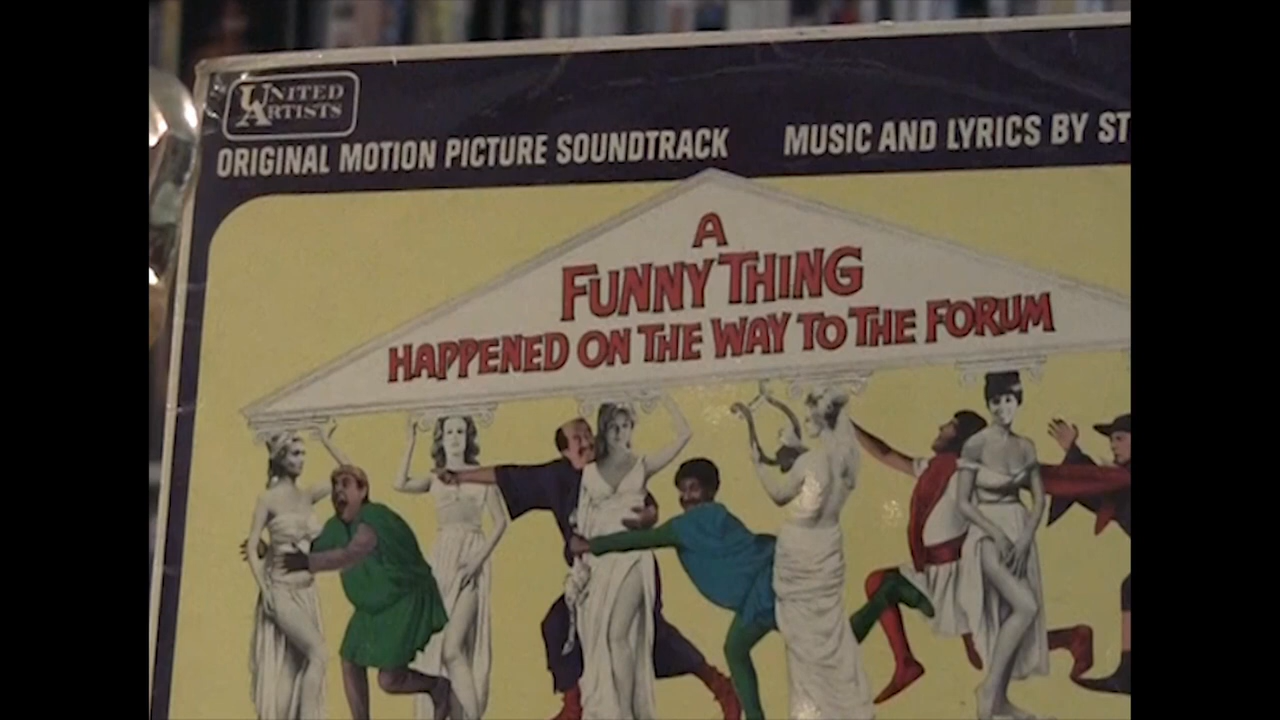 UNITED
ARTISTS
ORIGINAL MOTION PICTURE SOUNDTRACK MUSIC AND LYRICS BY ST
A
FUNNY THING
HAPPENED ON THE WAY TO THE FORUM